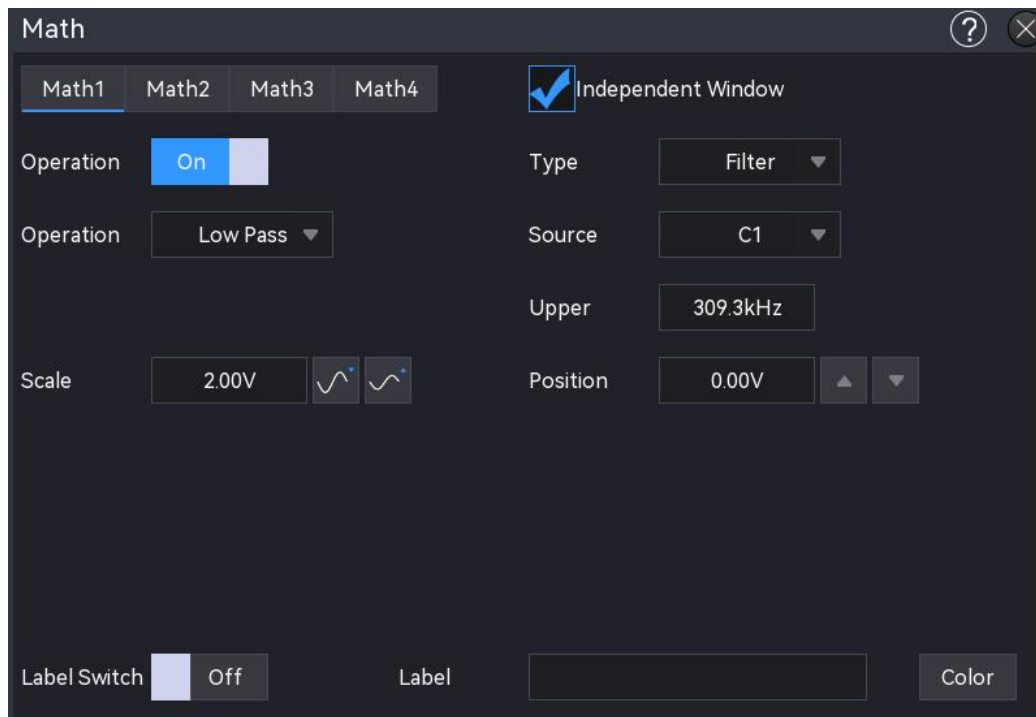 Math
?
Math1 Math2 Math3 Math4 Independent Window
Operation On Type Filter
Operation Low Pass Source C1
Upper 309.3kHz
Scale 2.00V Position 0.00V
Label Switch Off Label Color